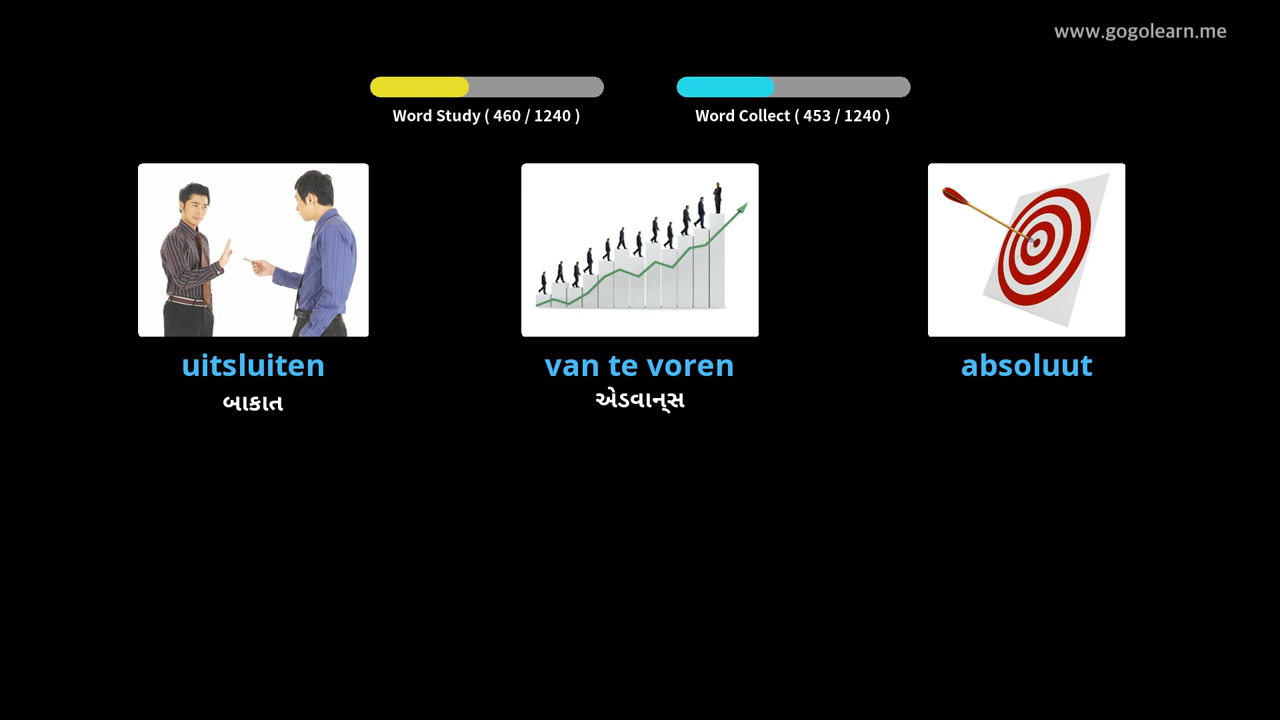 www.gogolearn.me
Word Study ( 460 / 1240 )
Word Collect ( 453 / 1240 )
uitsluiten
van te voren
absoluut
બાકાત
એડવાન્સ